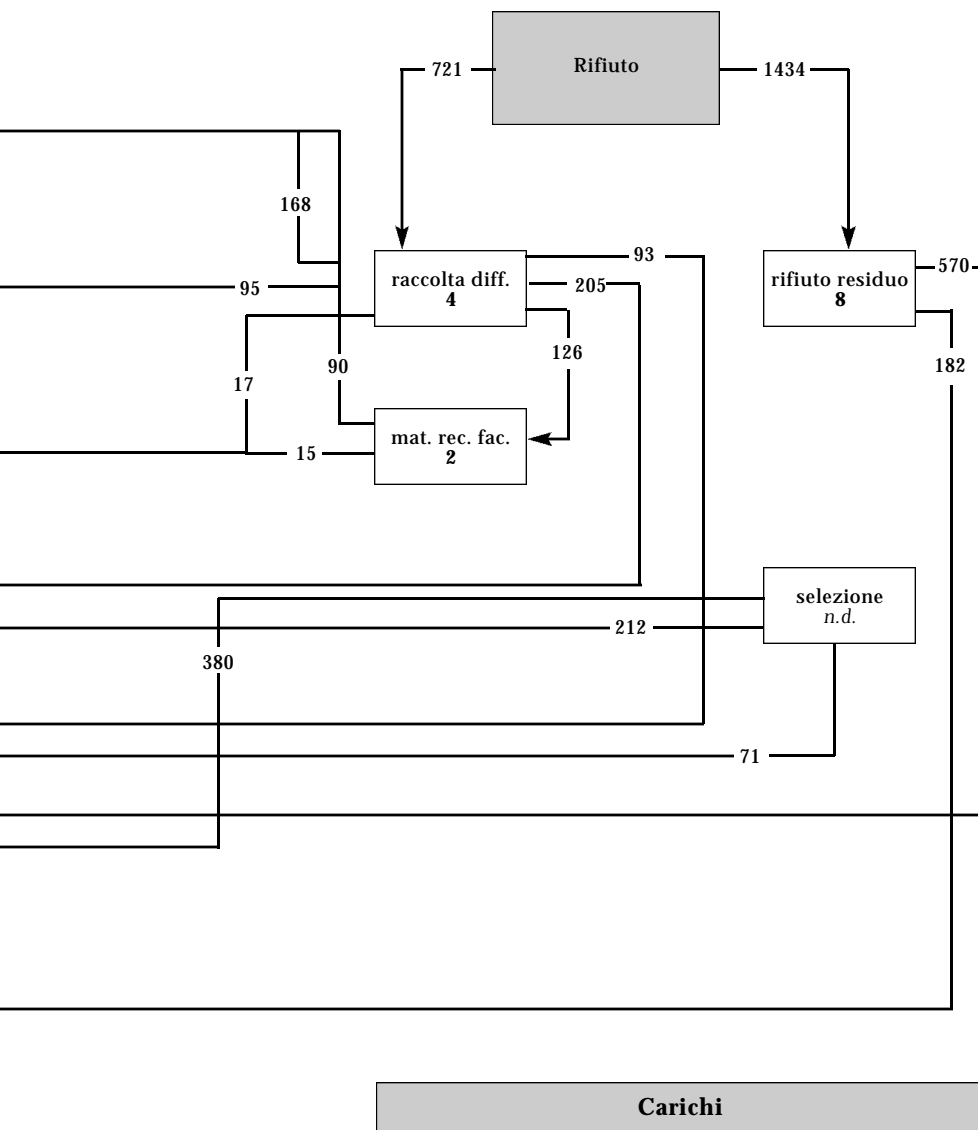 Rifiuto
721
1434
168
93
570
raccolta diff.
4
rifiuto residuo
8
95
205
126
182
90
17
mat. rec. fac.
2
15
selezione
n.d.
212
380
71
Carichi